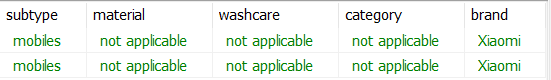 subtype material washcare category brand
mobiles not applicable not applicable not applicable Xiaomi
mobiles not applicable not applicable not applicable Xiaomi